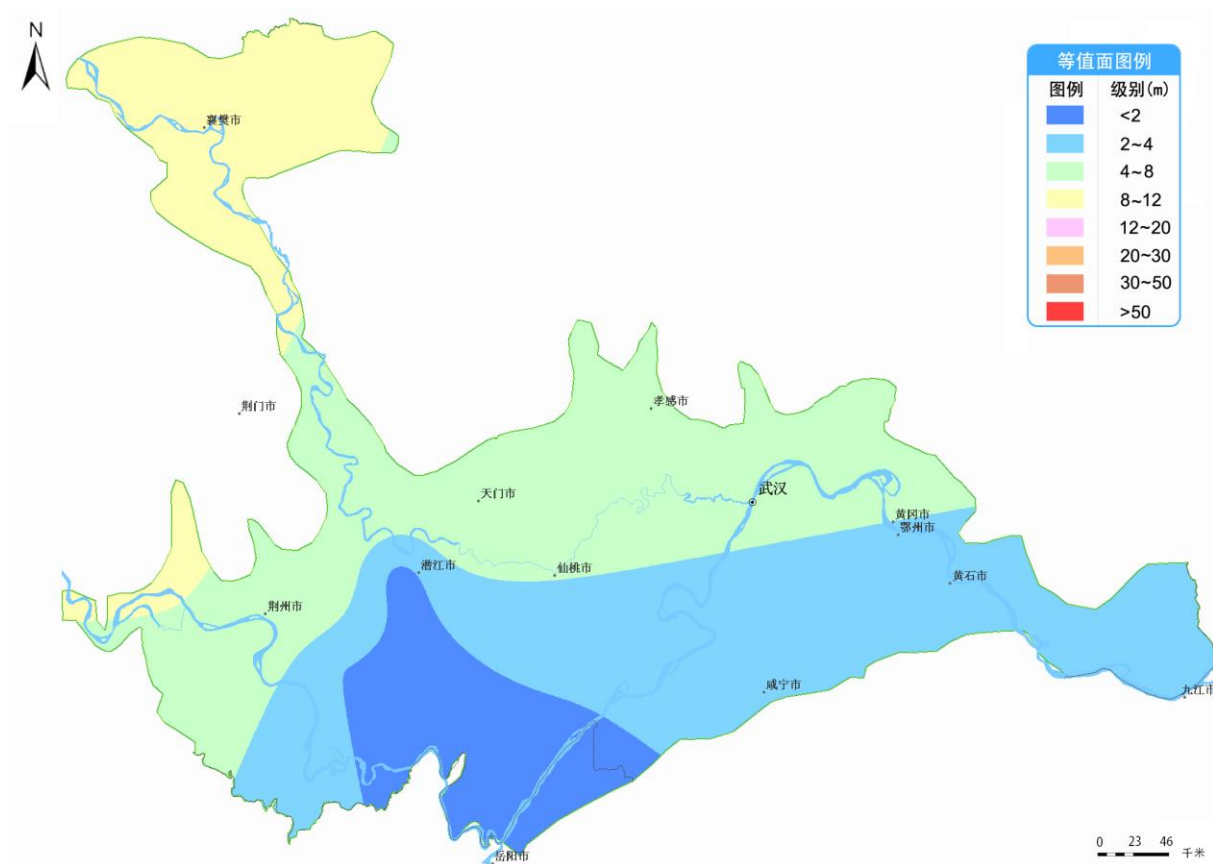 N
等值面图例
图例 级别(m)
<2
2~4
4~8
8~12
12~20
20~30
30~50
>50
襄樊市
荆门市
孝感市
天门市
武汉
黄冈市
鄂州市
潜江市
仙桃市
黄石市
荆州市
咸宁市
九江市
岳阳市
0 23 46
千米